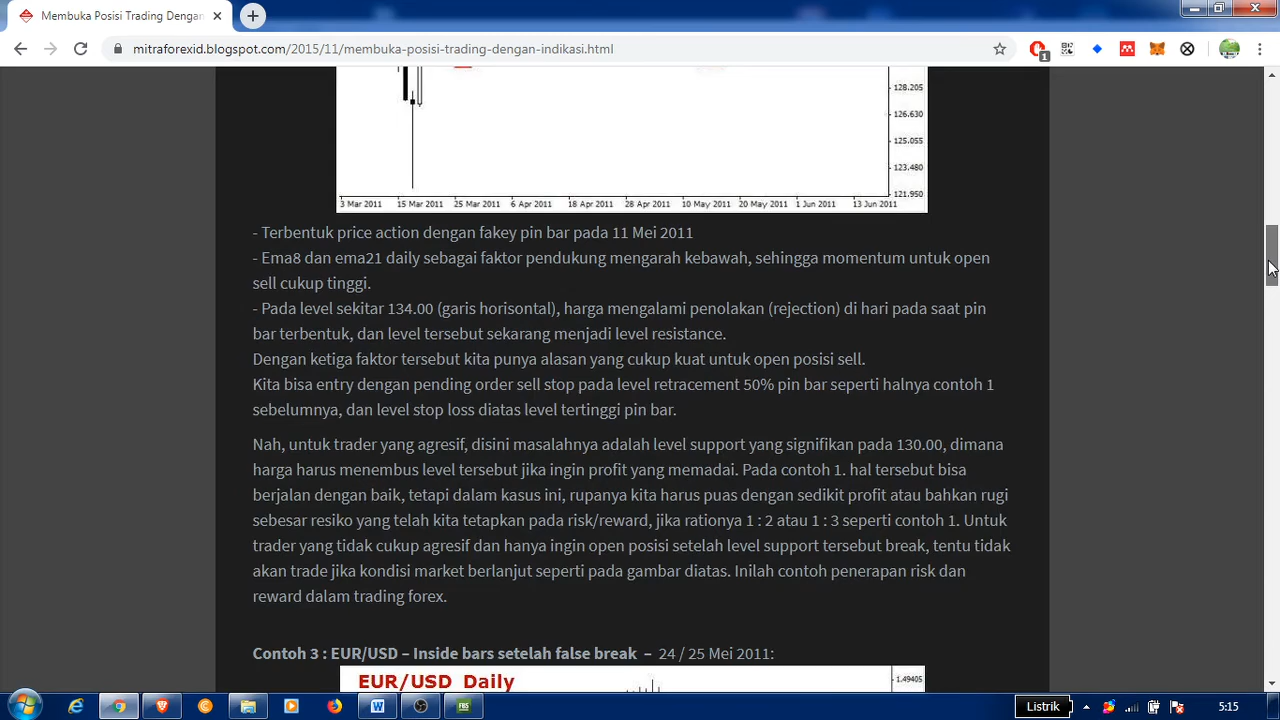 Membuka Posisi Trading Dengan
mitraforexid.blogspot.com/2015/11/membuka-posisi-trading-dengan-indikasi.html
1
128.205
126.630
125.055
123.480
121.950
3 Mar 2011 15 Mar 2011 25 Mar 2011 6 Apr 2011 18 Apr 2011 28 Apr 2011 10 May 2011 20 May 2011 1 Jun 2011 13 Jun 2011
- Terbentuk price action dengan fakey pin bar pada 11 Mei 2011
- Ema8 dan ema21 daily sebagai faktor pendukung mengarah kebawah, sehingga momentum untuk open
sell cukup tinggi.
- Pada level sekitar 134.00 (garis horisontal), harga mengalami penolakan (rejection) di hari pada saat pin
bar terbentuk, dan level tersebut sekarang menjadi level resistance.
Dengan ketiga faktor tersebut kita punya alasan yang cukup kuat untuk open posisi sell.
Kita bisa entry dengan pending order sell stop pada level retracement 50% pin bar seperti halnya contoh 1
sebelumnya, dan level stop loss diatas level tertinggi pin bar.
Nah, untuk trader yang agresif, disini masalahnya adalah level support yang signifikan pada 130.00, dimana
harga harus menembus level tersebut jika ingin profit yang memadai. Pada contoh 1. hal tersebut bisa
berjalan dengan baik, tetapi dalam kasus ini, rupanya kita harus puas dengan sedikit profit atau bahkan rugi
sebesar resiko yang telah kita tetapkan pada risk/reward, jika rationya 1 : 2 atau 1 : 3 seperti contoh 1. Untuk
trader yang tidak cukup agresif dan hanya ingin open posisi setelah level support tersebut break, tentu tidak
akan trade jika kondisi market berlanjut seperti pada gambar diatas. Inilah contoh penerapan risk dan
reward dalam trading forex.
Contoh 3 : EUR/USD – Inside bars setelah false break – 24 / 25 Mei 2011:
EUR/USD Daily
1.49405
W
FBS
Listrik
5:15